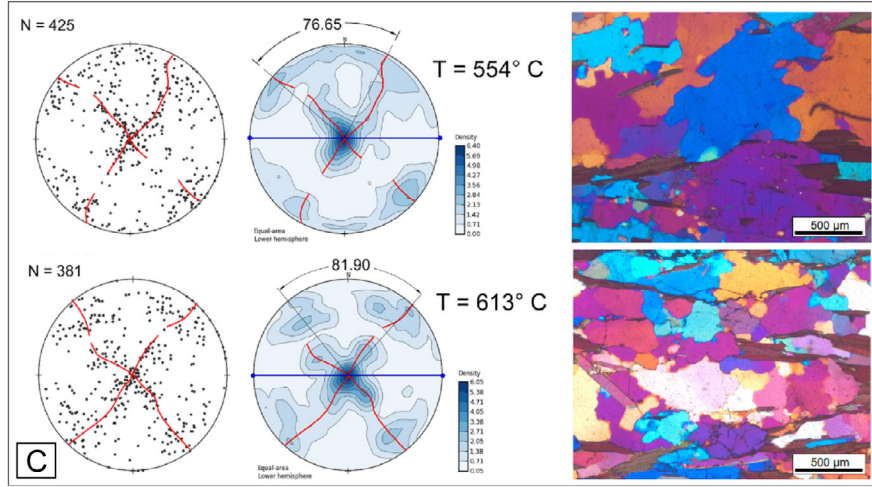 N = 425
76.65
N
T = 554° C
Density
6.40
5.69
4.98
4.27
3.56
2.84
2.13
1.42
0.71
0.00
Equal-area
Lower hemisphere
500 µm
N = 381
81.90
N
T = 613° C
Density
6.05
5.38
4.71
4.05
3.38
2.71
2.05
1.38
0.71
0.05
Equal-area
Lower hemisphere
500 µm
C